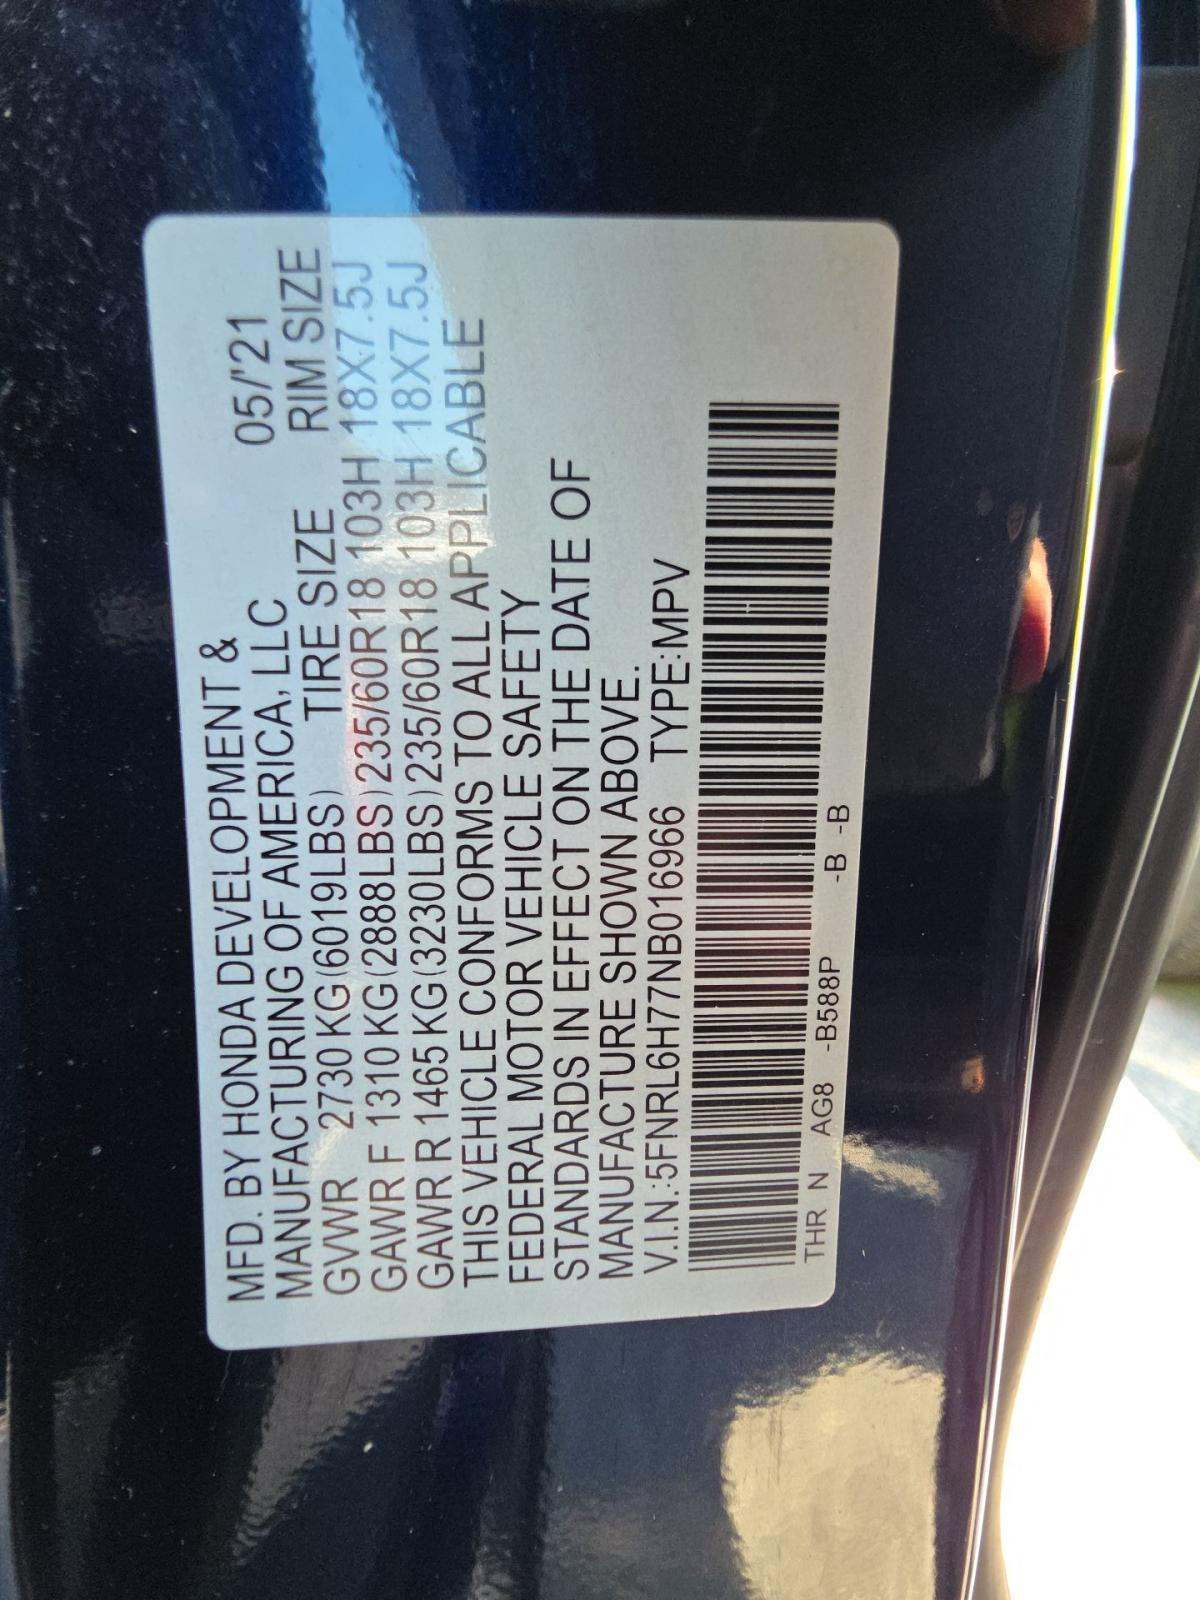 MFD. BY HONDA DEVELOPMENT &
MANUFACTURING OF AMERICA, LLC 05/'21
GVWR 2730 KG(6019LBS) TIRE SIZE RIM SIZE
GAWR F 1310 KG(2888LBS)235/60R18 103H 18X7.5J
GAWR R 1465 KG(3230LBS)235/60R18 103H 18X7.5J
THIS VEHICLE CONFORMS TO ALL APPLICABLE
FEDERAL MOTOR VEHICLE SAFETY
STANDARDS IN EFFECT ON THE DATE OF
MANUFACTURE SHOWN ABOVE.
V.I.N.:5FNRL6H77NB016966 TYPE:MPV
THR N AG8 -B588P -B -B